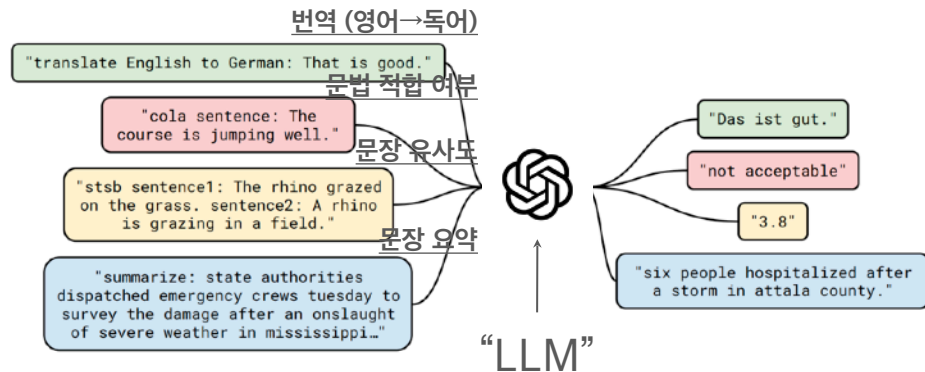 번역 (영어→독어)
"translate English to German: That is good."
문법 적합 여부
"cola sentence: The
course is jumping well."
문장 유사도
"stsb sentence1: The rhino grazed
on the grass. sentence2: A rhino
is grazing in a field."
문장 요약
"summarize: state authorities
dispatched emergency crews tuesday to
survey the damage after an onslaught
of severe weather in mississippi…"
"Das ist gut."
"not acceptable"
"3.8"
"six people hospitalized after
a storm in attala county."
“LLM”